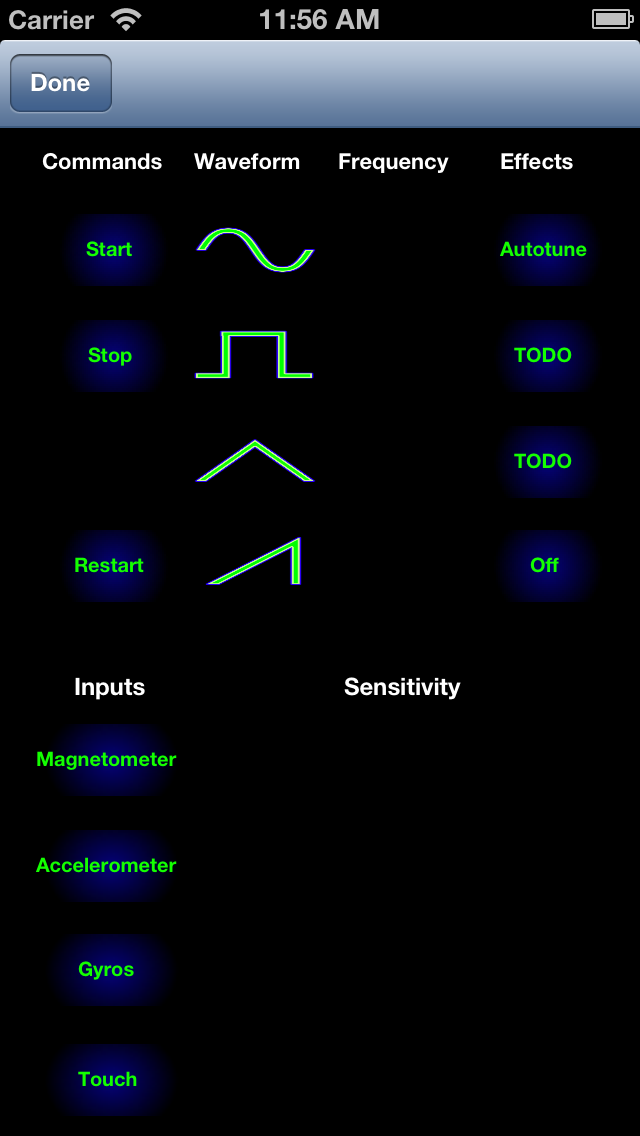 Carrier 11:56 AM
Done
Commands Waveform Frequency Effects
Start Autotune
Stop TODO
TODO
Restart Off
Inputs Sensitivity
Magnetometer
Accelerometer
Gyros
Touch